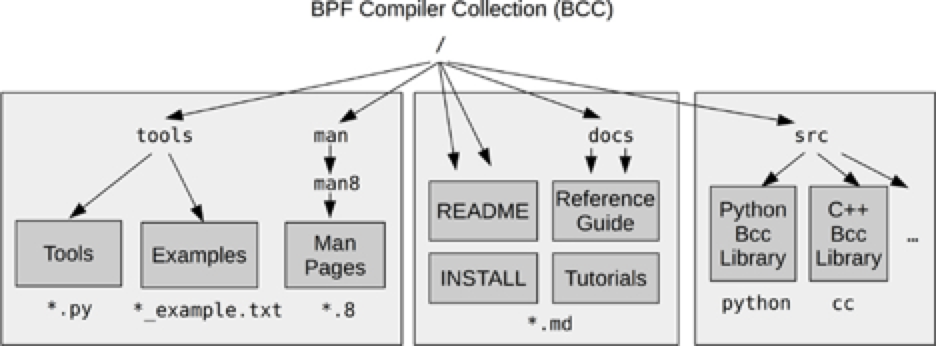 BPF Compiler Collection (BCC)
/
tools
man
man8
Tools
Examples
Man
Pages
*.py
*_example.txt
*.8
docs
README
Reference
Guide
INSTALL
Tutorials
*.md
src
Python
Bcc
Library
C++
Bcc
Library
...
python
cc